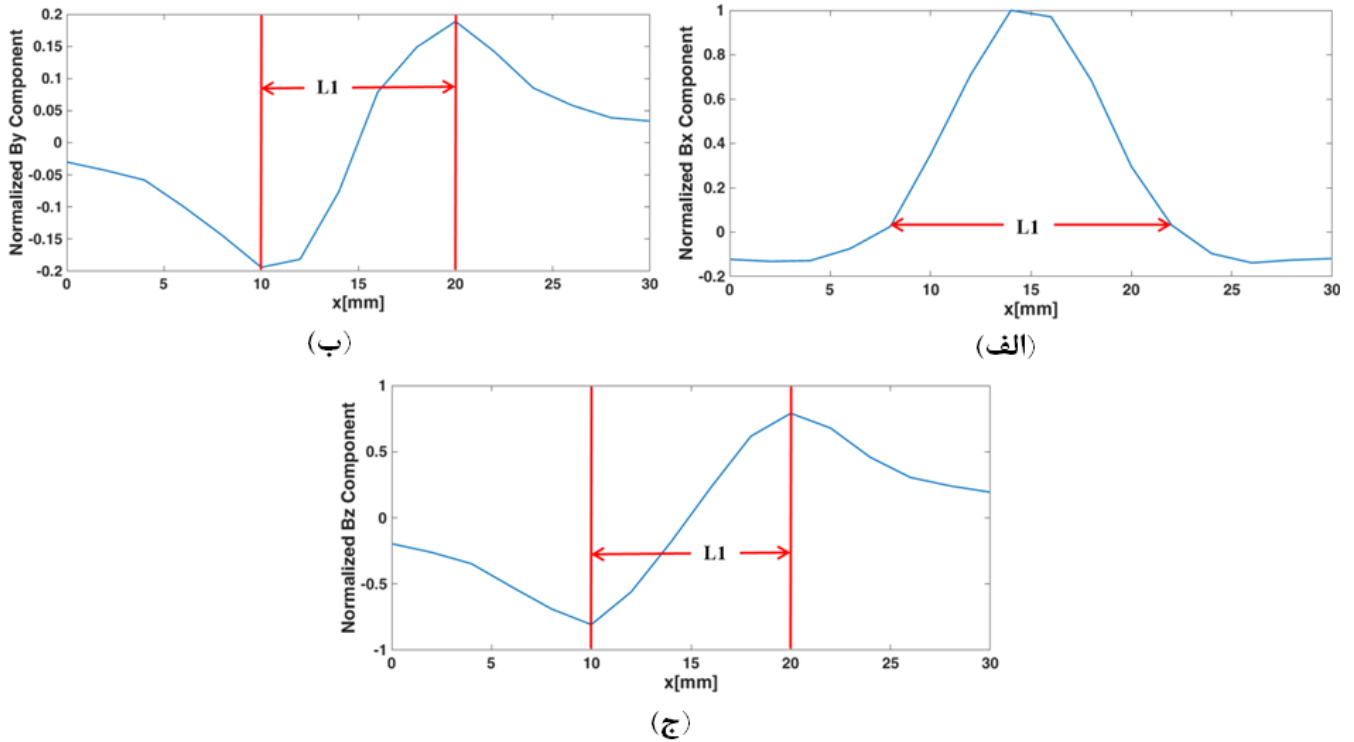 Normalized By Component
0.2
0.15
0.1
0.05
0
-0.05
-0.1
-0.15
-0.2
L1
0 5 10 15 20 25 30
x[mm]
(ب)
Normalized Bx Component
1
0.8
0.6
0.4
0.2
0
-0.2
L1
0 5 10 15 20 25 30
x[mm]
(الف)
Normalized Bz Component
1
0.5
0
-0.5
-1
L1
0 5 10 15 20 25 30
x[mm]
(ج)